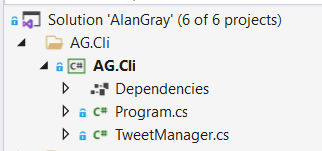 Solution 'AlanGray' (6 of 6 projects)
AG.Cli
C# AG.Cli
Dependencies
C# Program.cs
C# TweetManager.cs